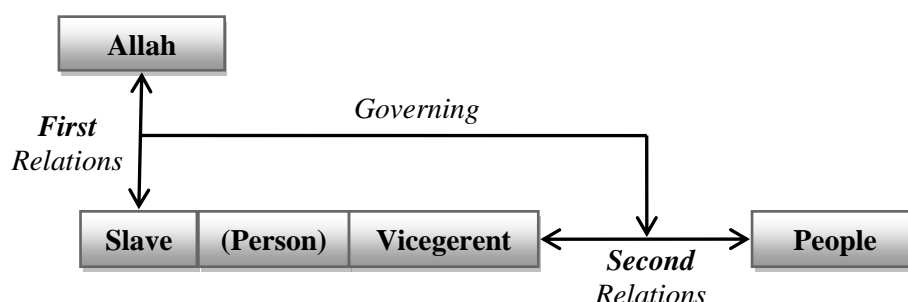 Allah
Governing
First
Relations
Slave (Person) Vicegerent People
Second
Relations